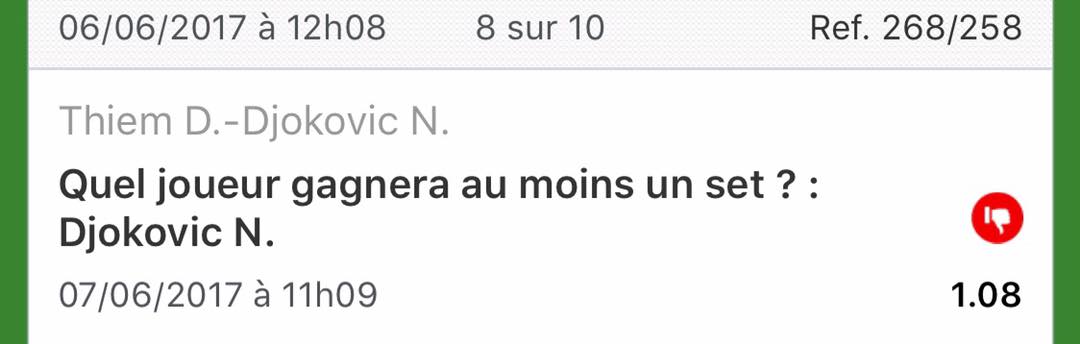 06/06/2017 à 12h08 8 sur 10 Ref. 268/258
Thiem D.-Djokovic N.
Quel joueur gagnera au moins un set ? :
Djokovic N.
07/06/2017 à 11h09 1.08